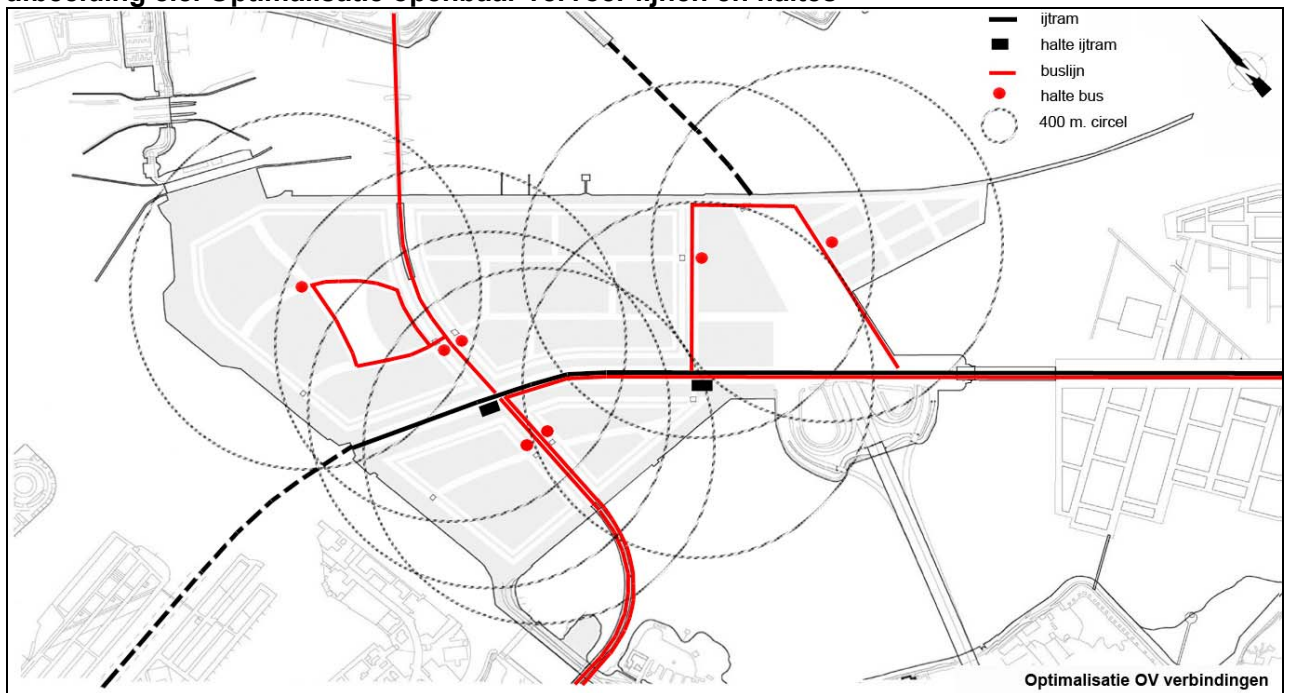 ijtram
halte ijtram
buslijn
halte bus
400 m. circel
Optimalisatie OV verbindingen